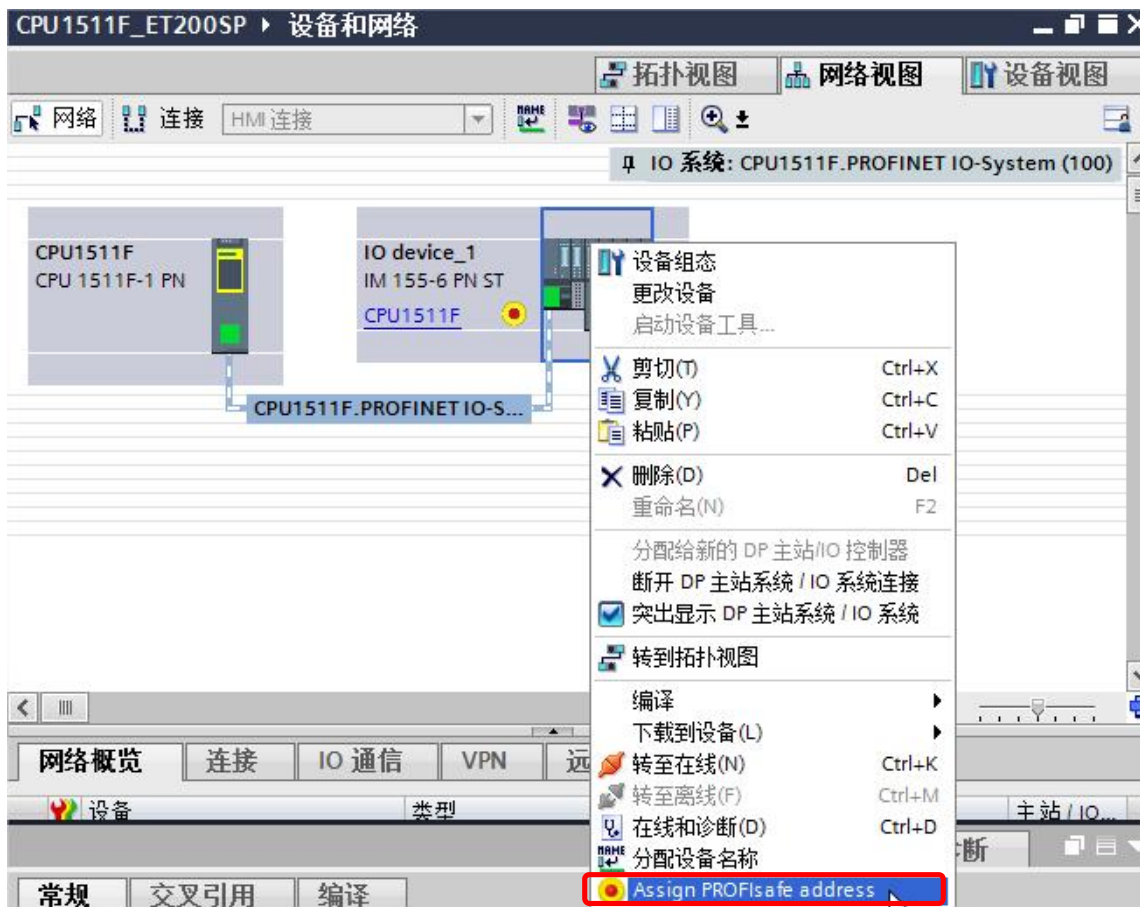 CPU1511F_ET200SP ▸ 设备和网络
拓扑视图 网络视图 设备视图
网络 连接 HMI 连接
IO 系统: CPU1511F.PROFINET IO-System (100)
CPU1511F
CPU 1511F-1 PN
IO device_1
IM 155-6 PN ST
CPU1511F
CPU1511F.PROFINET IO-S...
设备组态
更改设备
启动设备工具...
剪切(T) Ctrl+X
复制(Y) Ctrl+C
粘贴(P) Ctrl+V
删除(D) Del
重命名(N) F2
分配给新的 DP 主站/IO 控制器
断开 DP 主站系统 / IO 系统连接
突出显示 DP 主站系统 / IO 系统
转到拓扑视图
编译
下载到设备(L)
转至在线(N) Ctrl+K
转至离线(F) Ctrl+M
在线和诊断(D) Ctrl+D
分配设备名称
Assign PROFIsafe address
网络概览 连接 IO 通信 VPN 远
设备 类型 主站 / IO...
断
常规 交叉引用 编译